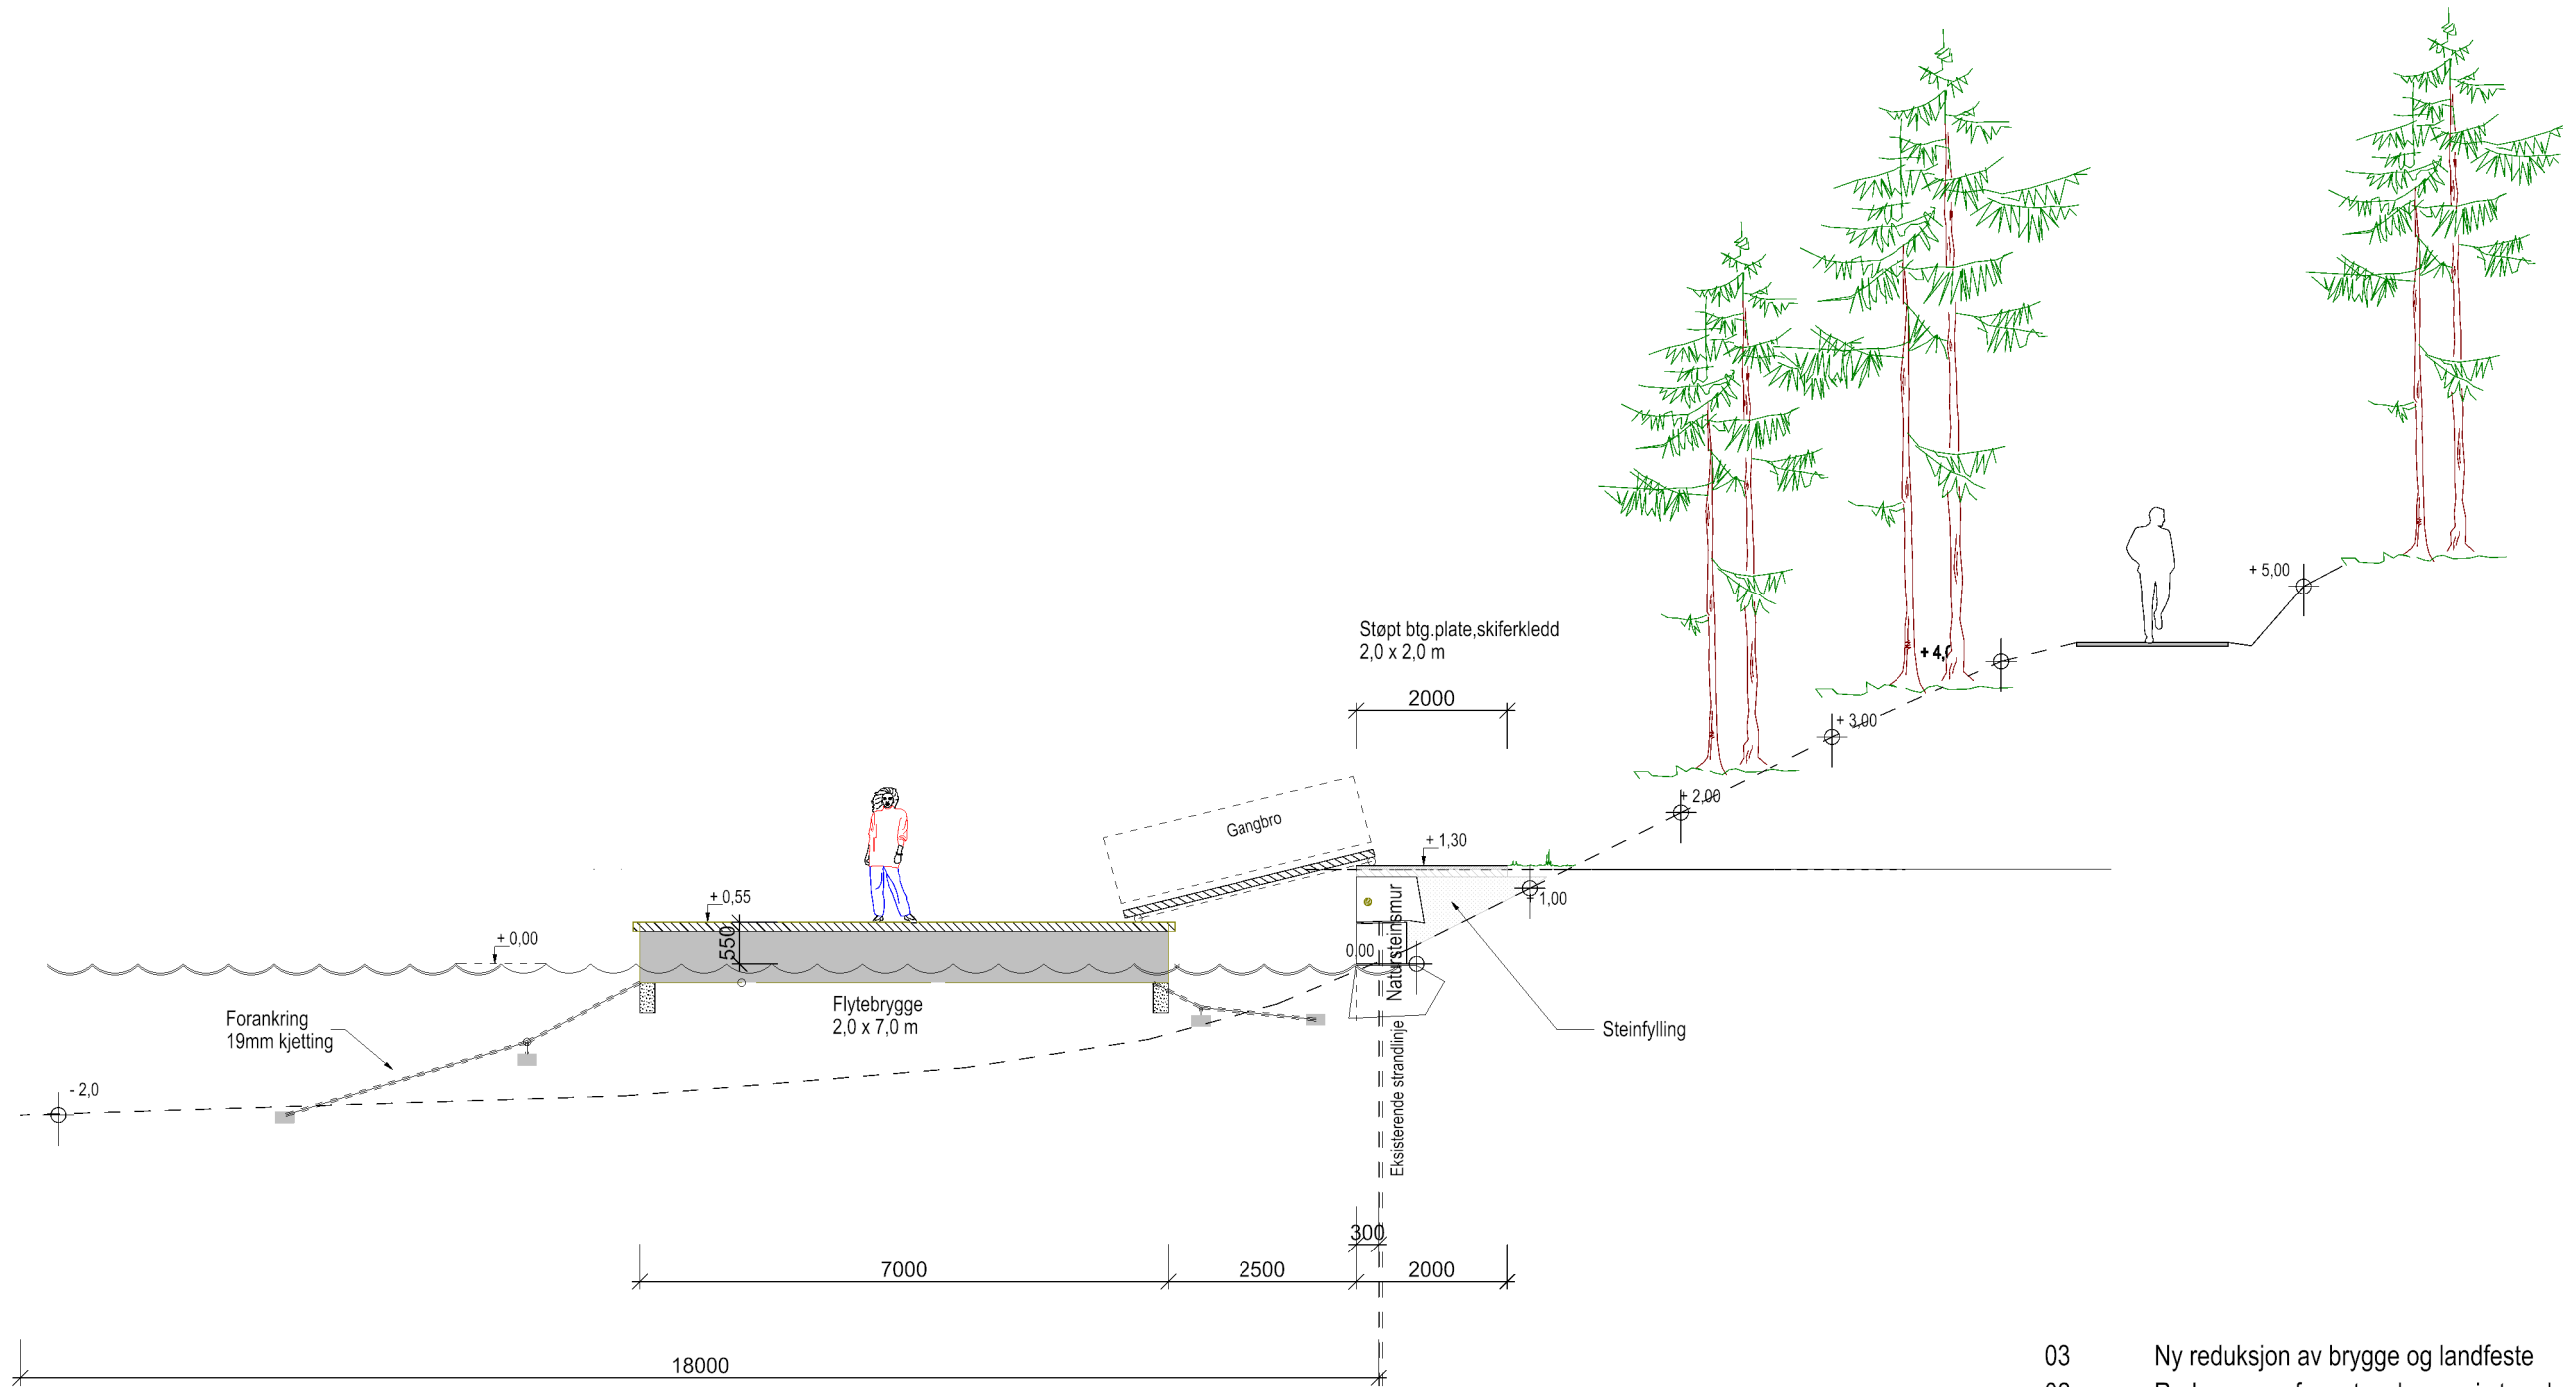 + 5,00
Støpt btg.plate,skiferkledd
2,0 x 2,0 m
+ 4,
2000
+ 3,00
+ 2,00
Gangbro
+ 1,30
+ 0,55
+ 1,00
Natursteinsmur
+ 0,00
550
0,00
Flytebrygge
2,0 x 7,0 m
Forankring
19mm kjetting
Steinfylling
- 2,0
Eksisterende strandlinje
300
7000
2500
2000
18000
03 Ny reduksjon av brygge og landfeste